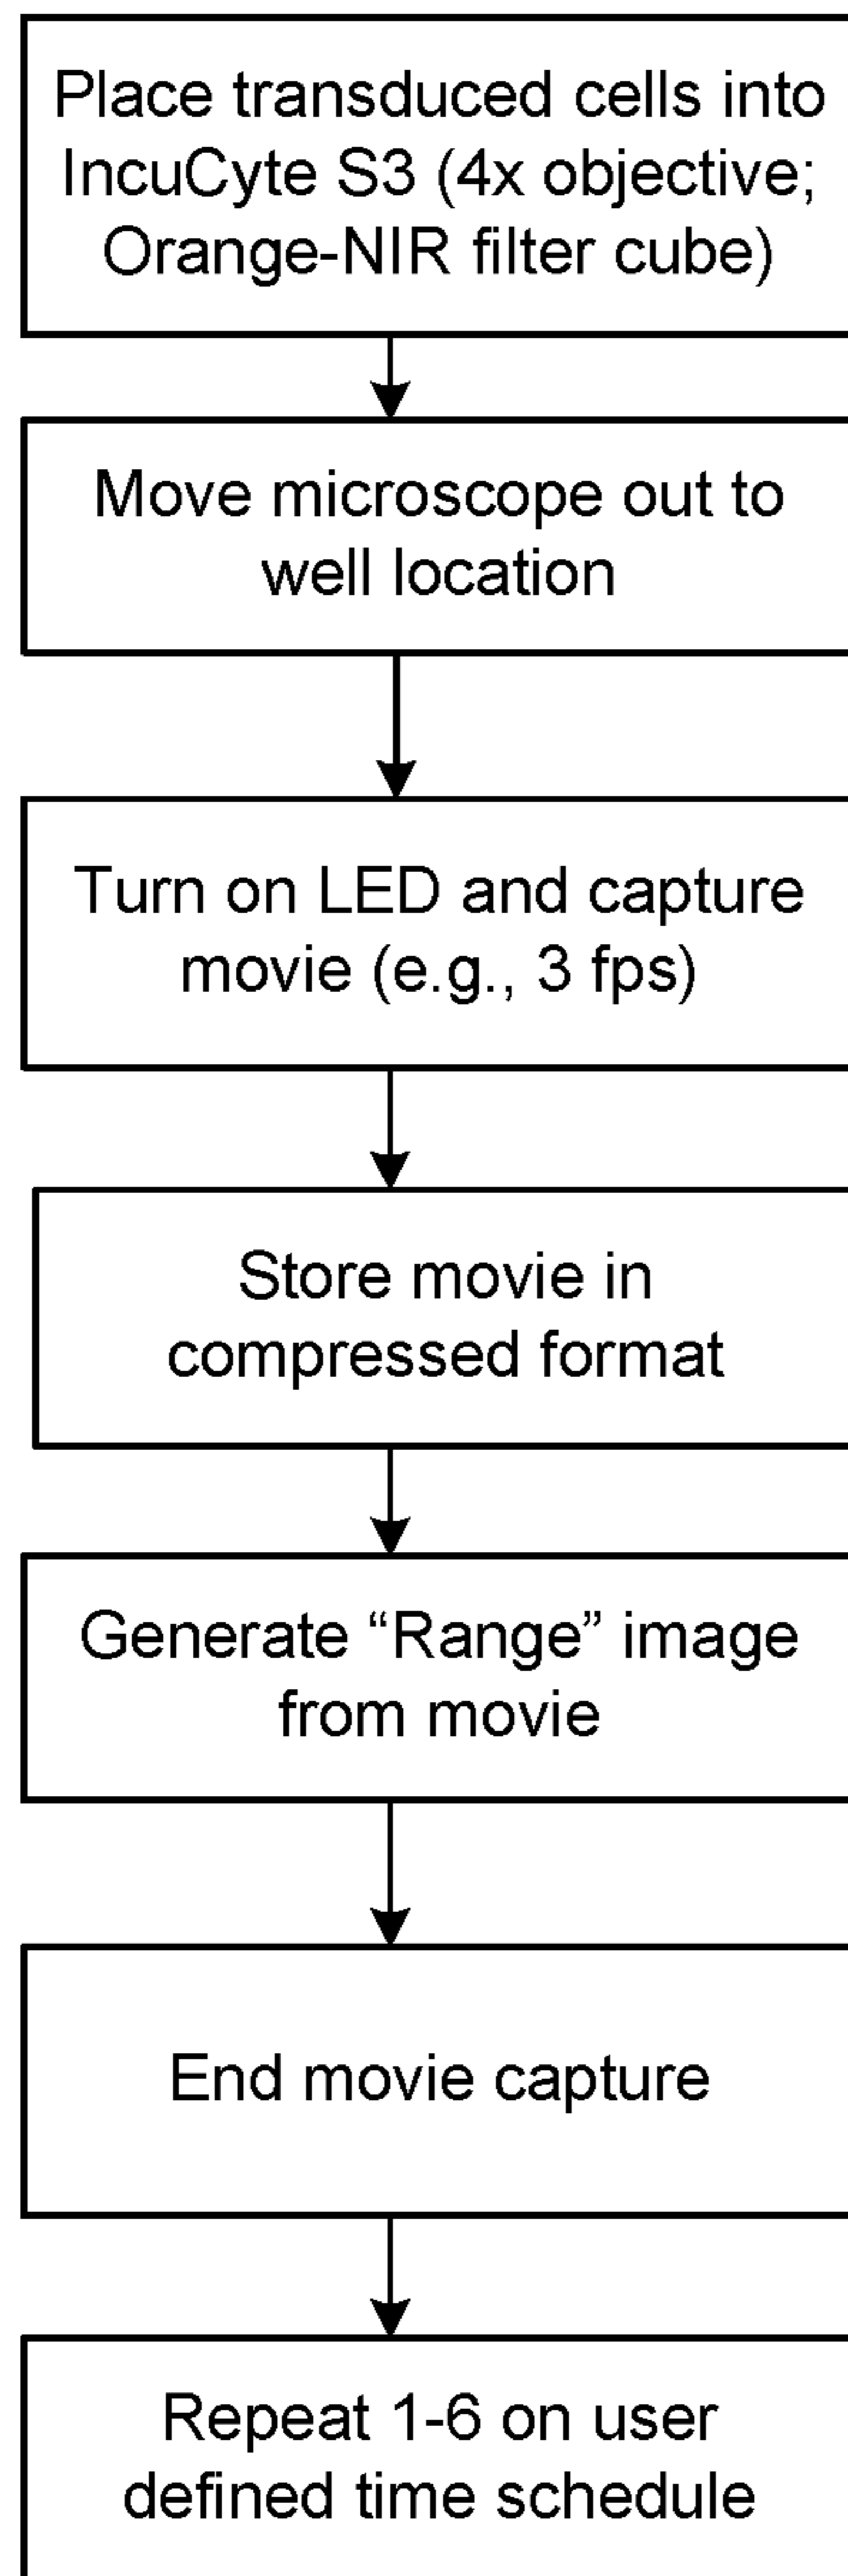 Place transduced cells into
IncuCyte S3 (4x objective;
Orange-NIR filter cube)
Move microscope out to
well location
Turn on LED and capture
movie (e.g., 3 fps)
Store movie in
compressed format
Generate “Range” image
from movie
End movie capture
Repeat 1-6 on user
defined time schedule